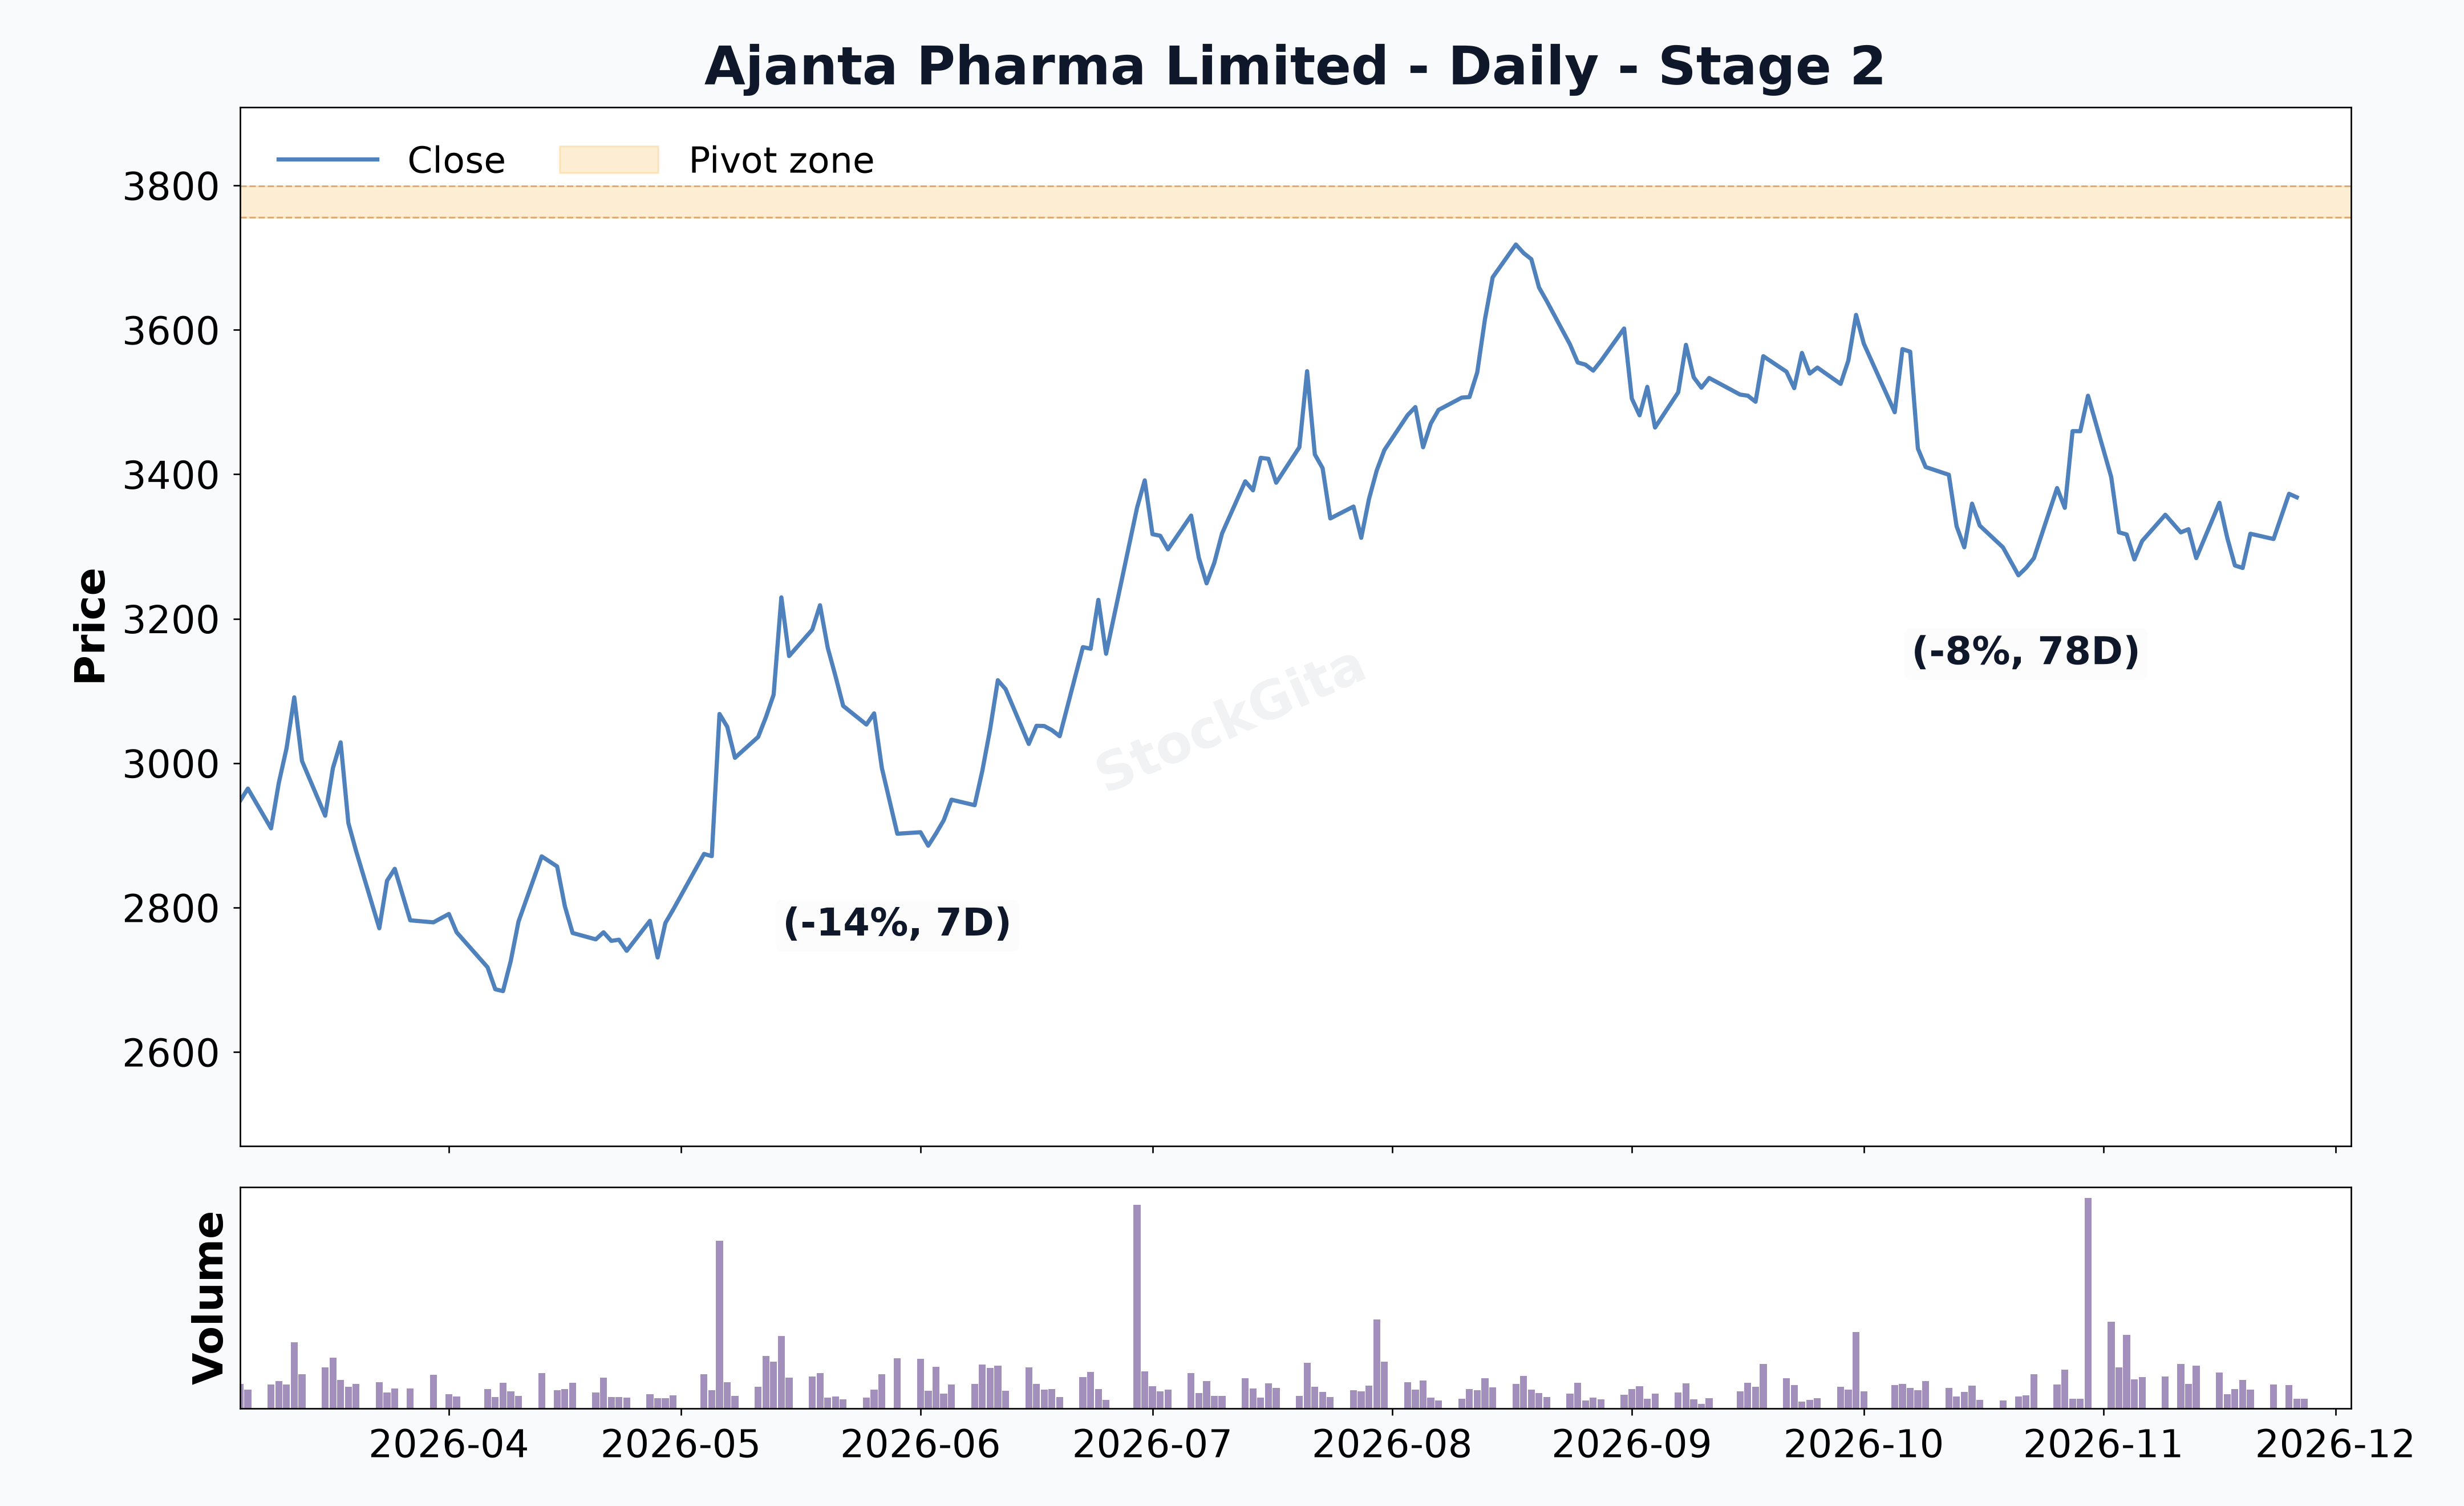 Ajanta Pharma Limited - Daily - Stage 2
Close
Pivot zone
Price
3800
3600
3400
3200
3000
2800
2600
(-14%, 7D)
(-8%, 78D)
StockGita
Volume
2026-04
2026-05
2026-06
2026-07
2026-08
2026-09
2026-10
2026-11
2026-12